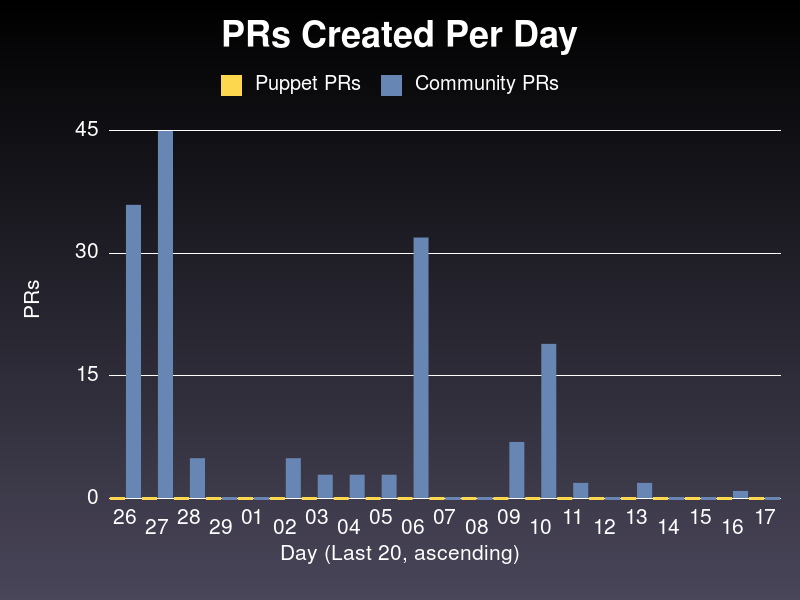 PRs Created Per Day
Puppet PRs Community PRs
45
30
15
0
PRs
26 27 28 29 01 02 03 04 05 06 07 08 09 10 11 12 13 14 15 16 17
Day (Last 20, ascending)